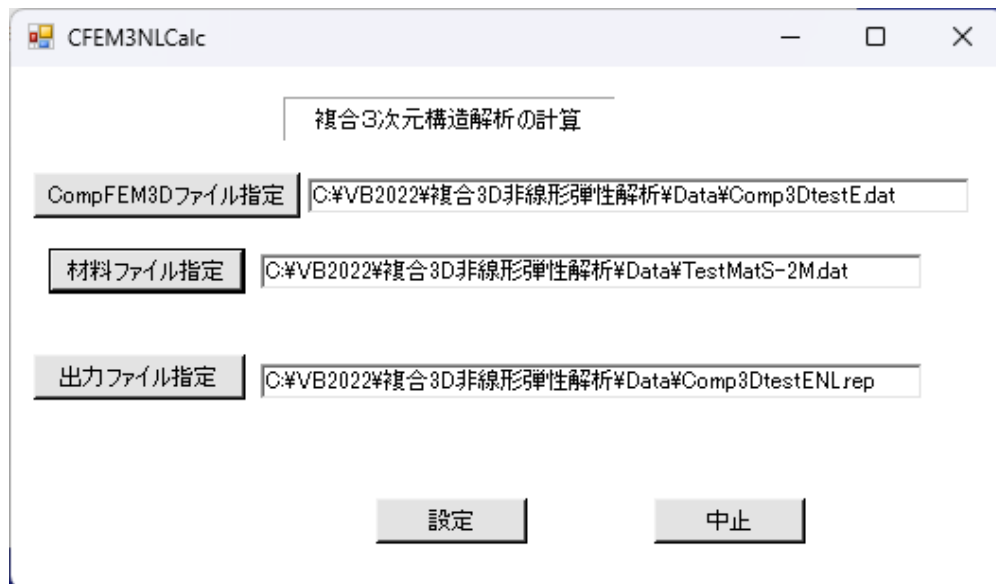 CFEM3NLCalc
複合３次元構造解析の計算
CompFEM3Dファイル指定 C:¥VB2022¥複合3D非線形弾性解析¥Data¥Comp3DtestE.dat
材料ファイル指定 C:¥VB2022¥複合3D非線形弾性解析¥Data¥TestMatS-2M.dat
出力ファイル指定 C:¥VB2022¥複合3D非線形弾性解析¥Data¥Comp3DtestENL.rep
設定 中止